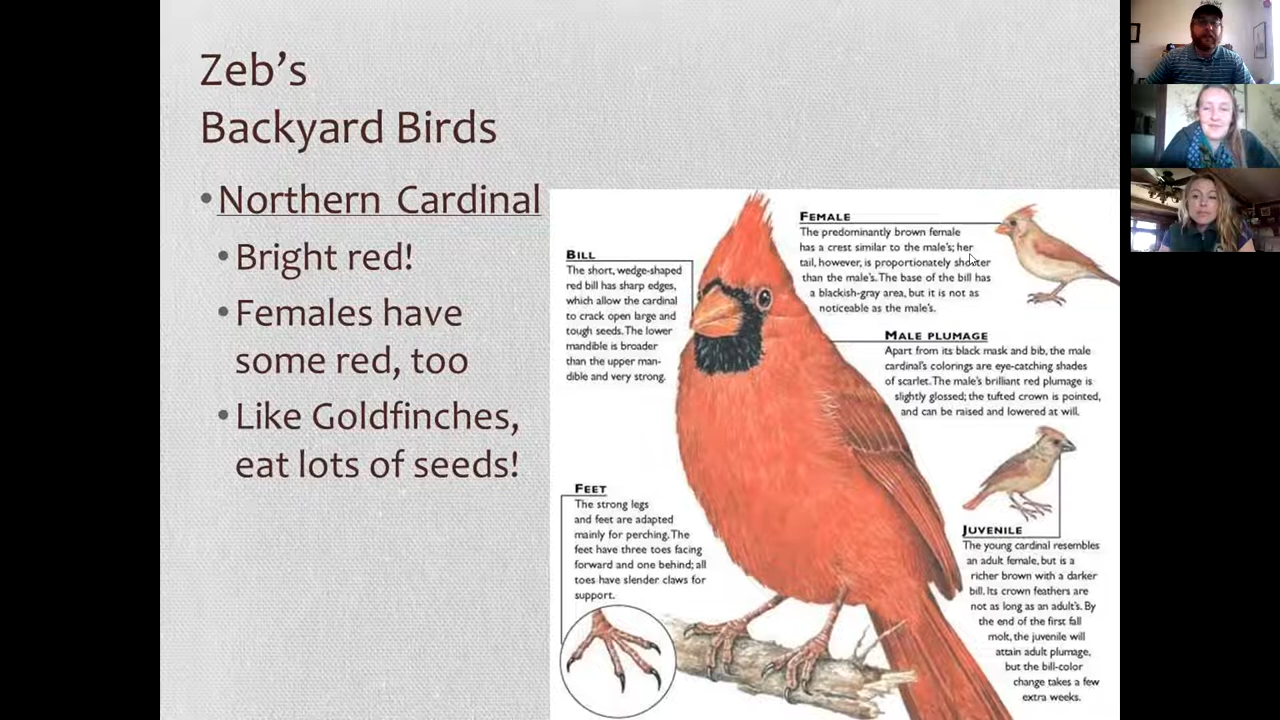 Zeb's
Backyard Birds
•Northern Cardinal
•Bright red!
•Females have
some red, too
•Like Goldfinches,
eat lots of seeds!
BILL
The short, wedge-shaped
red bill has sharp edges,
which allow the cardinal
to crack open large and
tough seeds. The lower
mandible is broader
than the upper man-
dible and very strong.
FEMALE
The predominantly brown female
has a crest similar to the male's; her
tail, however, is proportionately shorter
than the male's. The base of the bill has
a blackish-gray area, but it is not as
noticeable as the male's.
MALE PLUMAGE
Apart from its black mask and bib, the male
cardinal's colorings are eye-catching shades
of scarlet. The male's brilliant red plumage is
slightly glossed; the tufted crown is pointed,
and can be raised and lowered at will.
FEET
The strong legs
and feet are adapted
mainly for perching. The
feet have three toes facing
forward and one behind; all
toes have slender claws for
support.
JUVENILE
The young cardinal resembles
an adult female, but is a
richer brown with a darker
bill. Its crown feathers are
not as long as an adult's. By
the end of the first fall
molt, the juvenile will
attain adult plumage,
but the bill-color
change takes a few
extra weeks.